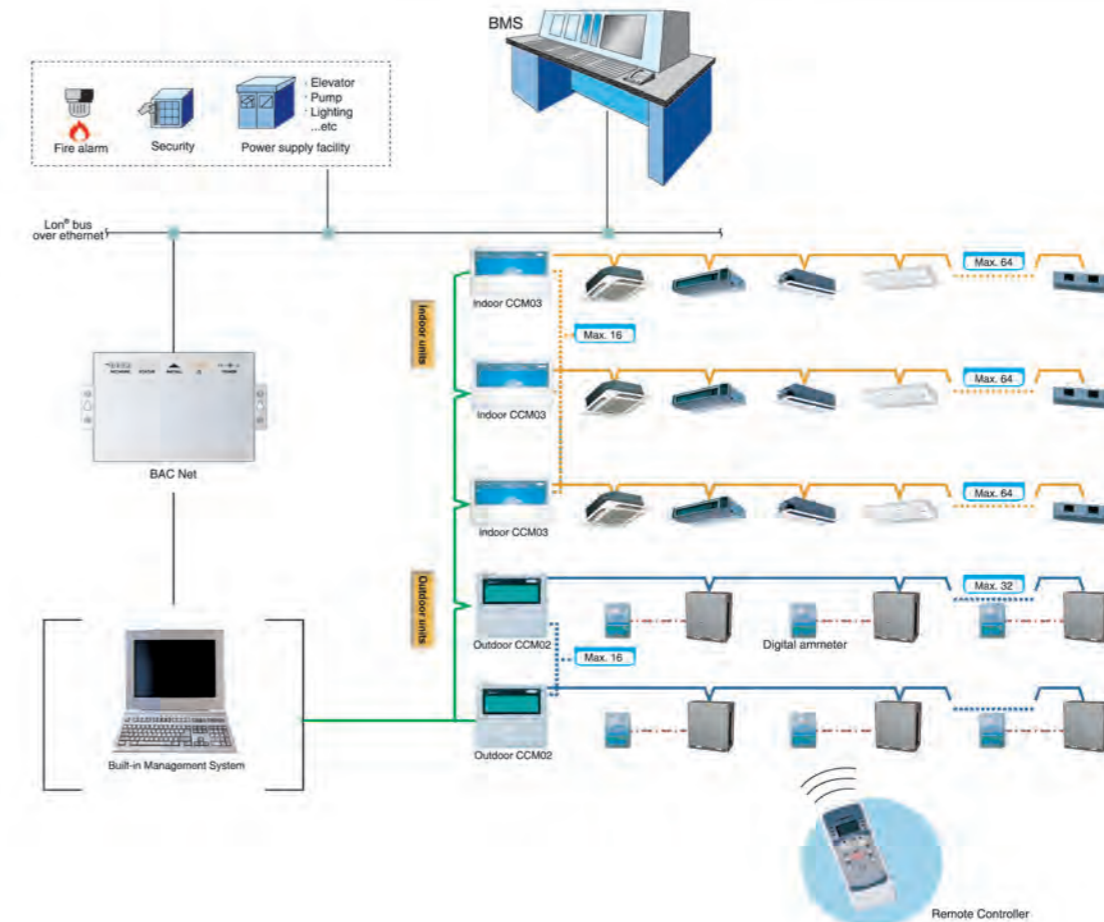 BMS
· Elevator
· Pump
· Lighting
...etc
Fire alarm
Security
Power supply facility
Lon® bus
over ethernet
Indoor units
Indoor CCM03
Max. 64
Max. 16
Indoor CCM03
Max. 64
BAC Net
Indoor CCM03
Max. 64
Outdoor units
Outdoor CCM02
Max. 32
Digital ammeter
Max. 16
Outdoor CCM02
Built-in Management System
Remote Controller